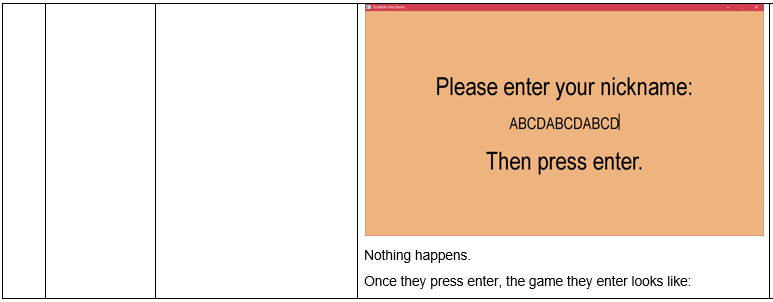 Please enter your nickname:
ABCDABCDABCD
Then press enter.
Nothing happens.
Once they press enter, the game they enter looks like: